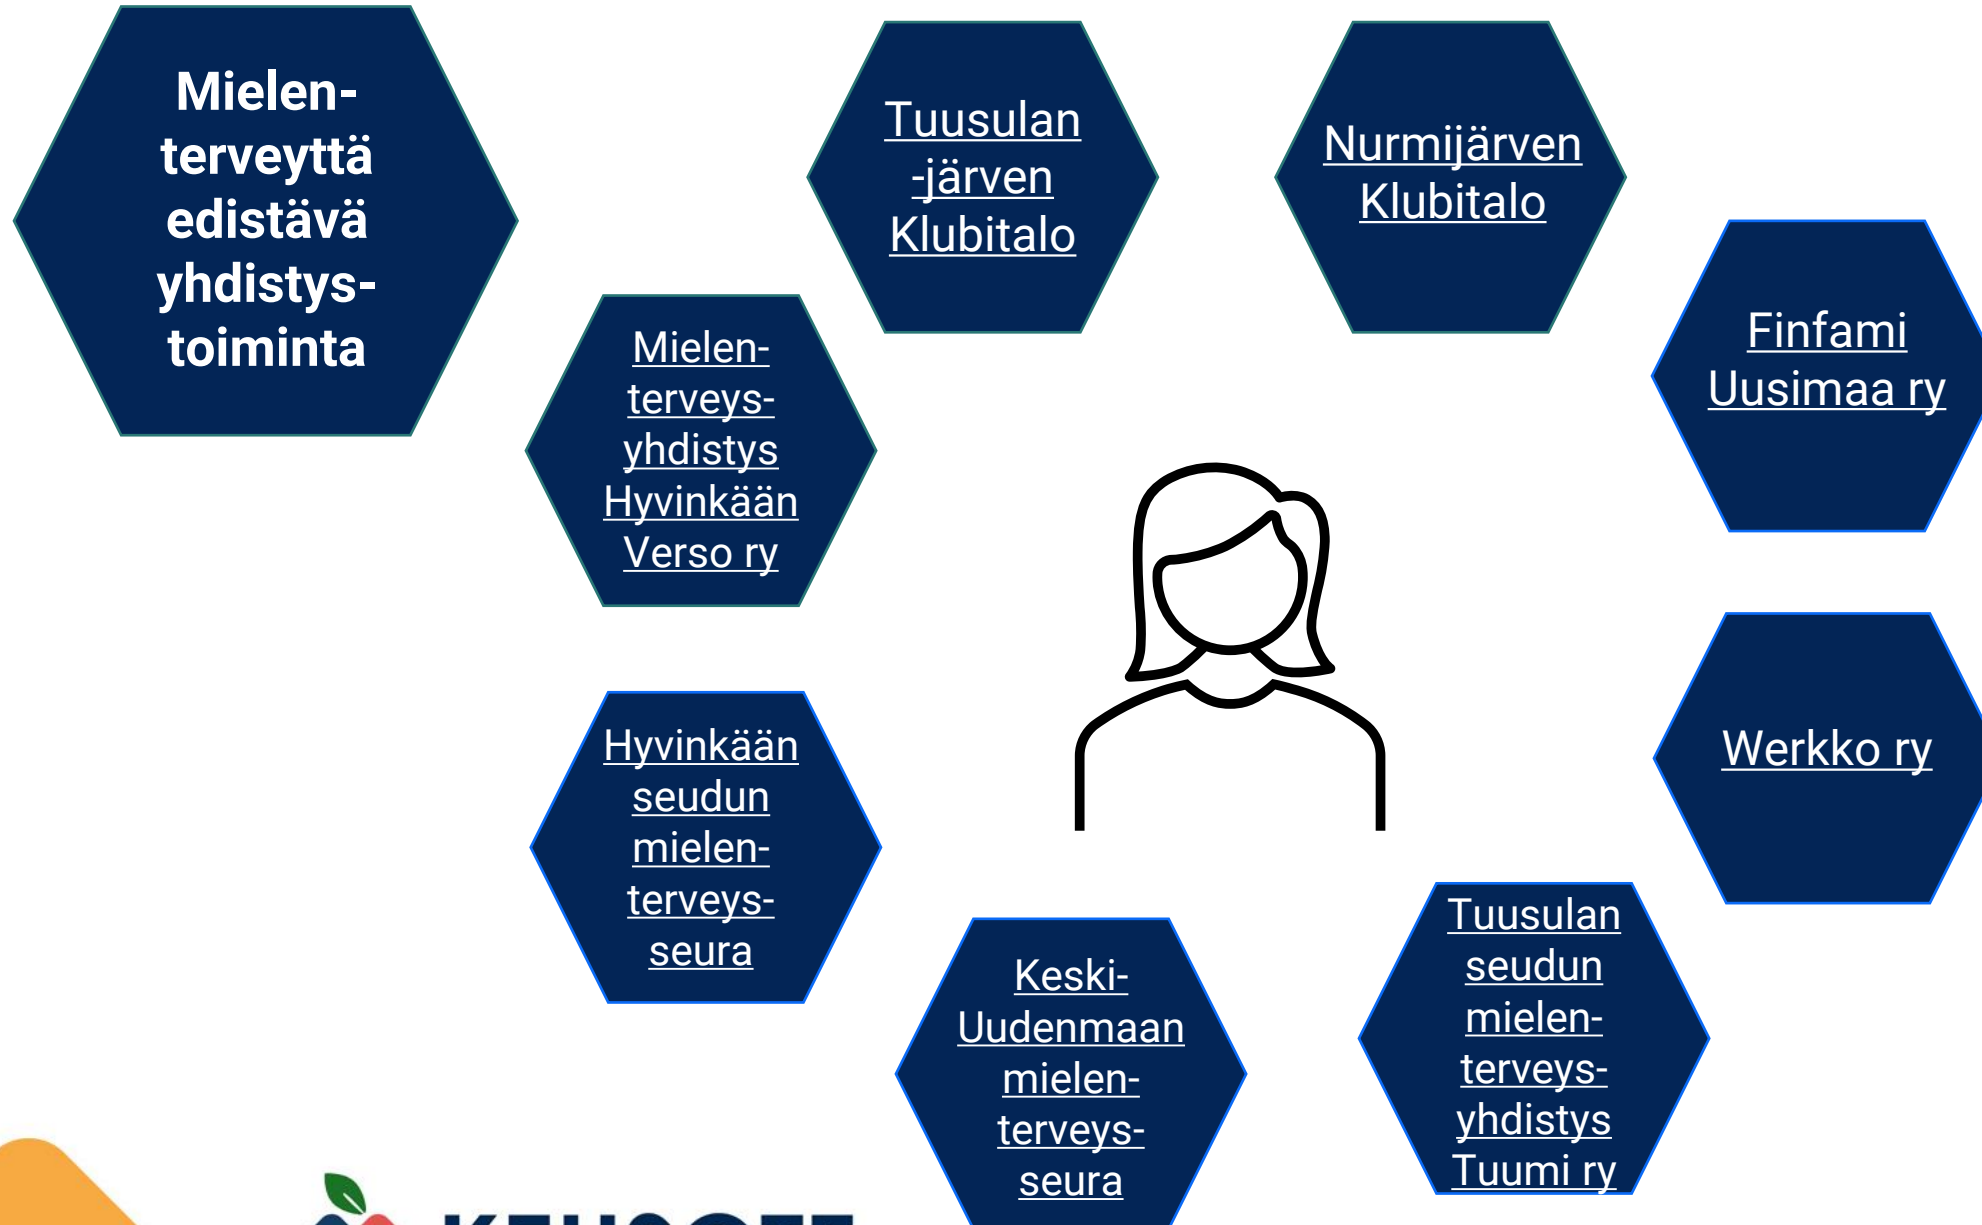 Mielen-
terveyttä
edistävä
yhdistys-
toiminta
Tuusulan
-järven
Klubitalo
Nurmijärven
Klubitalo
Finfami
Uusimaa ry
Mielen-
terveys-
yhdistys
Hyvinkään
Verso ry
Werkko ry
Hyvinkään
seudun
mielen-
terveys-
seura
Keski-
Uudenmaan
mielen-
terveys-
seura
Tuusulan
seudun
mielen-
terveys-
yhdistys
Tuumi ry